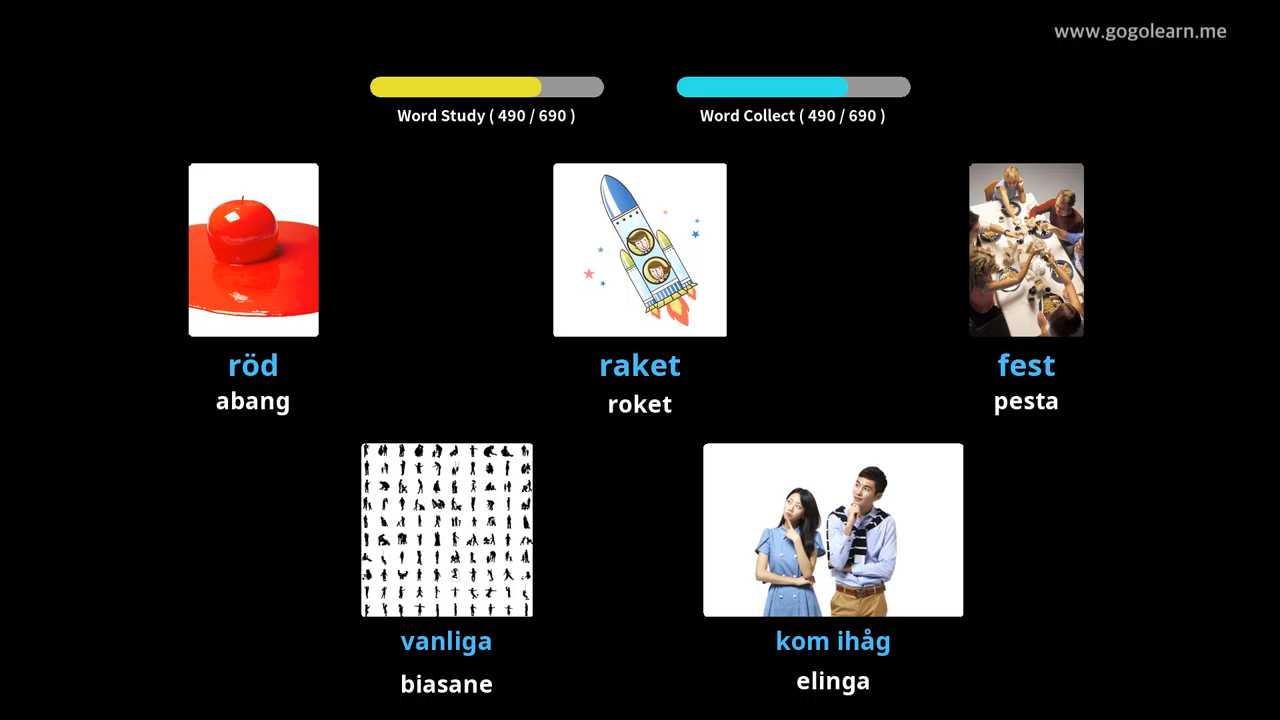 www.gogolearn.me
Word Study ( 490 / 690 )
Word Collect ( 490 / 690 )
röd
abang
raket
roket
fest
pesta
vanliga
biasane
kom ihåg
elinga